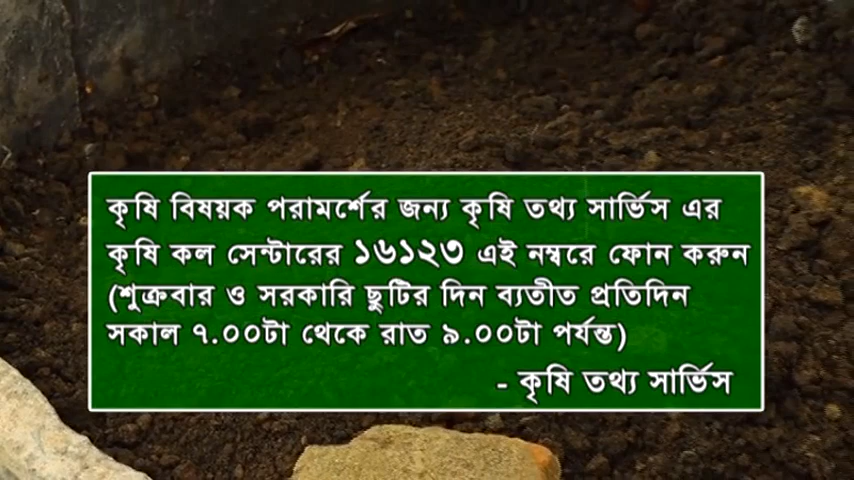 কৃষি বিষয়ক পরামর্শের জন্য কৃষি তথ্য সার্ভিস এর
কৃষি কল সেন্টারের ১৬১২৩ এই নম্বরে ফোন করুন
(শুক্রবার ও সরকারি ছুটির দিন ব্যতীত প্রতিদিন
সকাল ৭.০০টা থেকে রাত ৯.০০টা পর্যন্ত)
- কৃষি তথ্য সার্ভিস